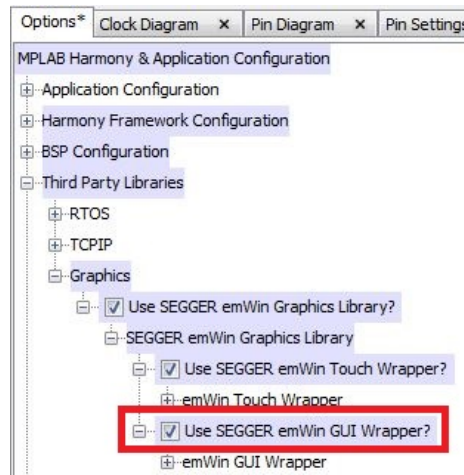 Options* Clock Diagram × Pin Diagram × Pin Settings
MPLAB Harmony & Application Configuration
Application Configuration
Harmony Framework Configuration
BSP Configuration
Third Party Libraries
RTOS
TCPIP
Graphics
Use SEGGER emWin Graphics Library?
SEGGER emWin Graphics Library
Use SEGGER emWin Touch Wrapper?
emWin Touch Wrapper
Use SEGGER emWin GUI Wrapper?
emWin GUI Wrapper